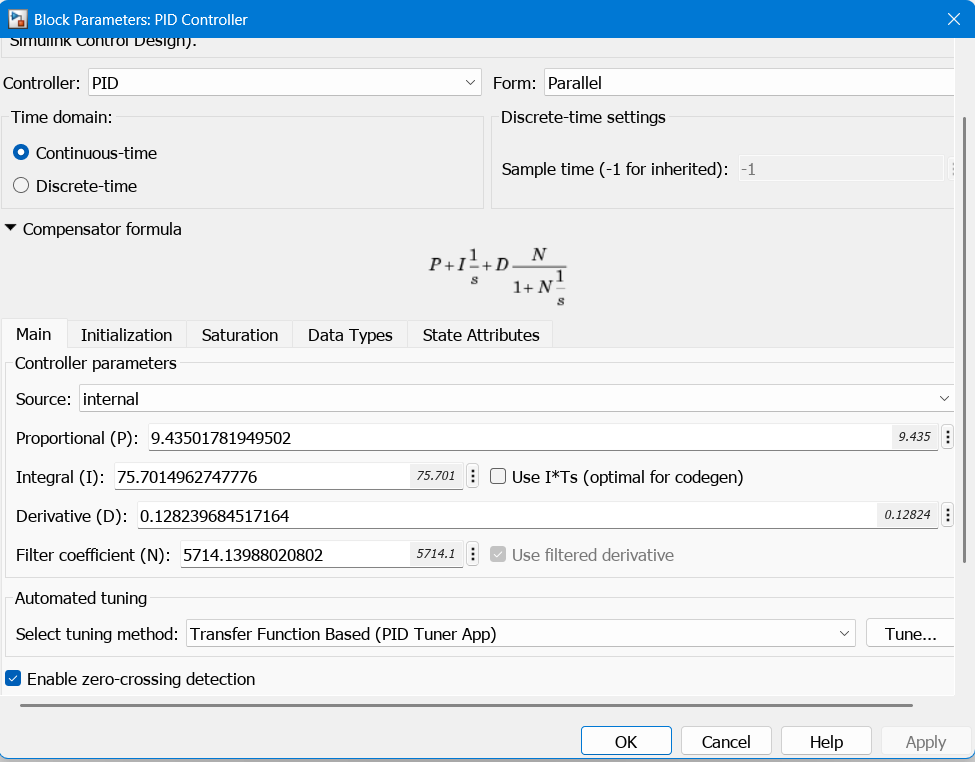 Block Parameters: PID Controller
Simulink Control Design).
Controller: PID Form: Parallel
Time domain: Discrete-time settings
Continuous-time
Sample time (-1 for inherited): -1
Discrete-time
Compensator formula
P + I 1/s + D N/(1 + N 1/s)
Main Initialization Saturation Data Types State Attributes
Controller parameters
Source: internal
Proportional (P): 9.43501781949502 9.435
Integral (I): 75.7014962747776 75.701 Use I*Ts (optimal for codegen)
Derivative (D): 0.128239684517164 0.12824
Filter coefficient (N): 5714.13988020802 5714.1 Use filtered derivative
Automated tuning
Select tuning method: Transfer Function Based (PID Tuner App) Tune...
Enable zero-crossing detection
OK Cancel Help Apply